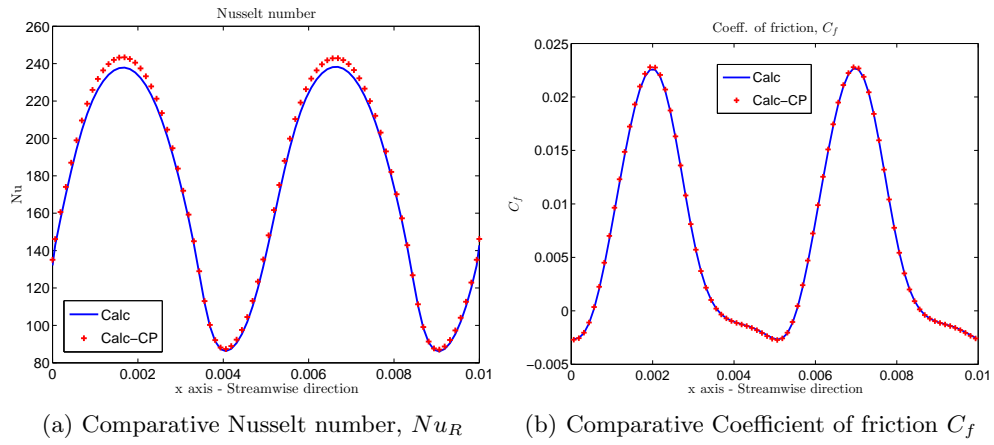 Nusselt number
260
240
220
200
180
160
140
120
100
80
Nu
Calc
Calc−CP
0 0.002 0.004 0.006 0.008 0.01
x axis - Streamwise direction
(a) Comparative Nusselt number, Nu_R
Coeff. of friction, C_f
0.025
0.02
0.015
0.01
0.005
0
−0.005
C_f
Calc
Calc−CP
0 0.002 0.004 0.006 0.008 0.01
x axis - Streamwise direction
(b) Comparative Coefficient of friction C_f